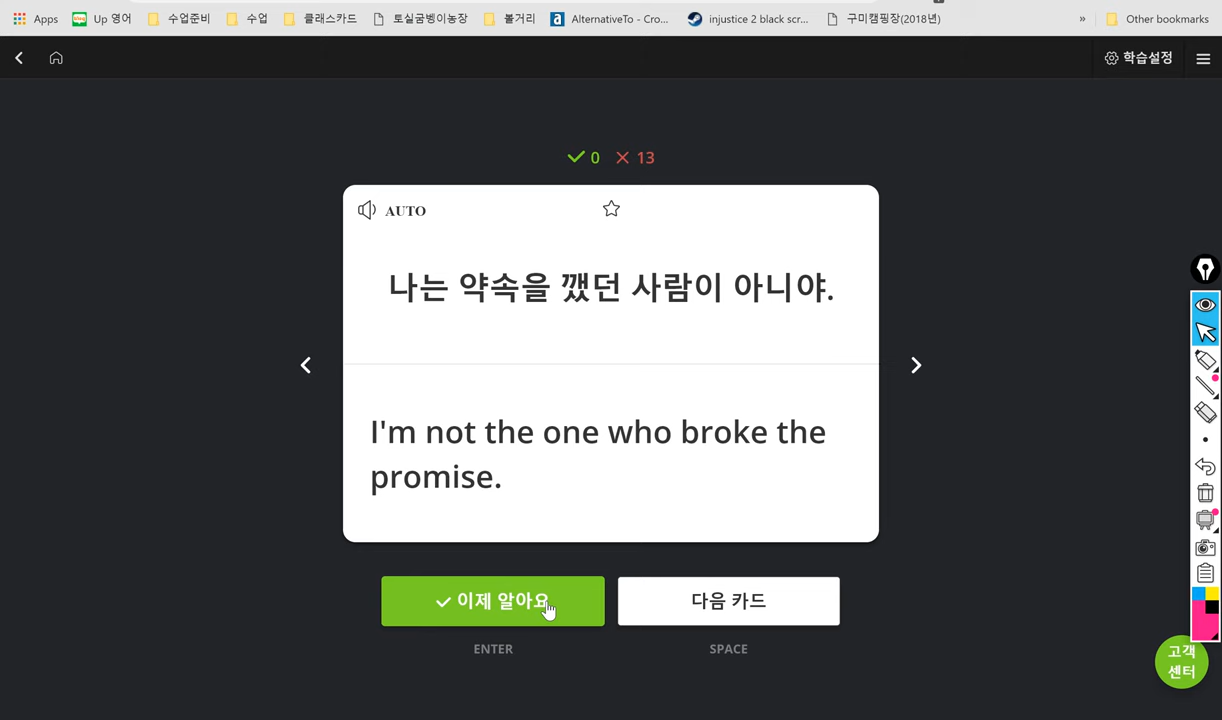 Apps
Up 영어
수업준비
수업
클래스카드
토실굼벵이농장
볼거리
AlternativeTo - Cro...
injustice 2 black scr...
구미캠핑장(2018년)
»
Other bookmarks
학습설정
0
13
AUTO
나는 약속을 깼던 사람이 아니야.
I'm not the one who broke the
promise.
이제 알아요
다음 카드
ENTER
SPACE
고객
센터